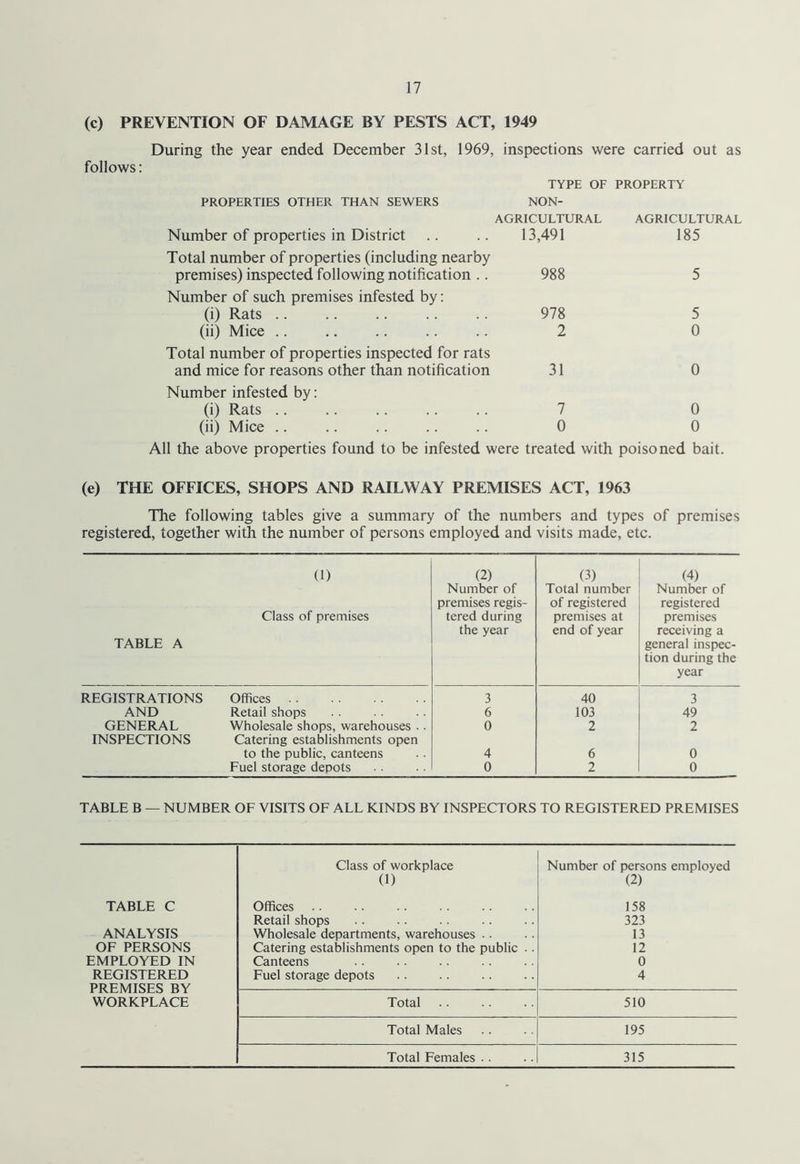 17
(c) PREVENTION OF DAMAGE BY PESTS ACT, 1949
During the year ended December 31st, 1969, inspections were carried out as
follows:
TYPE OF PROPERTY
PROPERTIES OTHER THAN SEWERS NON-
AGRICULTURAL AGRICULTURAL
Number of properties in District .. .. 13,491 185
Total number of properties (including nearby
premises) inspected following notification .. 988 5
Number of such premises infested by:
(i) Rats .. .. .. .. .. 978 5
(ii) Mice .. .. .. .. .. 2 0
Total number of properties inspected for rats
and mice for reasons other than notification 31 0
Number infested by:
(i) Rats .. .. .. .. .. 7 0
(ii) Mice .. .. .. .. .. 0 0
All the above properties found to be infested were treated with poisoned bait.
(e) THE OFFICES, SHOPS AND RAILWAY PREMISES ACT, 1963
The following tables give a summary of the numbers and types of premises
registered, together with the number of persons employed and visits made, etc.
(1) (2) (3) (4)
Number of Total number Number of
premises regis- of registered registered
Class of premises tered during premises at premises
the year end of year receiving a
TABLE A general inspec-
tion during the
year
REGISTRATIONS Offices .. .. .. .. 3 40 3
AND Retail shops .. .. .. 6 103 49
GENERAL Wholesale shops, warehouses .. 0 2 2
INSPECTIONS Catering establishments open
to the public, canteens .. 4 6 0
Fuel storage depots .. .. 0 2 0
TABLE B — NUMBER OF VISITS OF ALL KINDS BY INSPECTORS TO REGISTERED PREMISES
Class of workplace Number of persons employed
(1) (2)
TABLE C Offices .. .. .. .. .. .. 158
Retail shops .. .. .. .. .. 323
ANALYSIS Wholesale departments, warehouses .. .. 13
OF PERSONS Catering establishments open to the public .. 12
EMPLOYED IN Canteens .. .. .. .. .. 0
REGISTERED Fuel storage depots .. .. .. .. 4
PREMISES BY
WORKPLACE Total .. .. .. 510
Total Males .. .. 195
Total Females .. .. 315